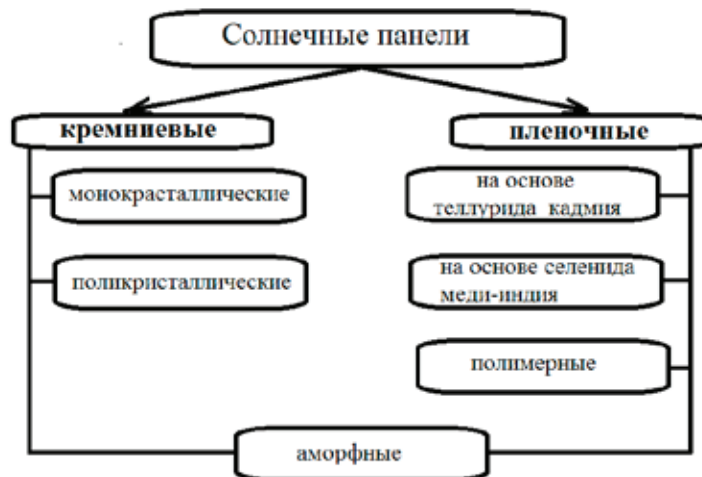 Солнечные панели
кремниевые
пленочные
монокрасталлические
на основе
теллурида кадмия
поликристаллические
на основе селенида
меди-индия
полимерные
аморфные